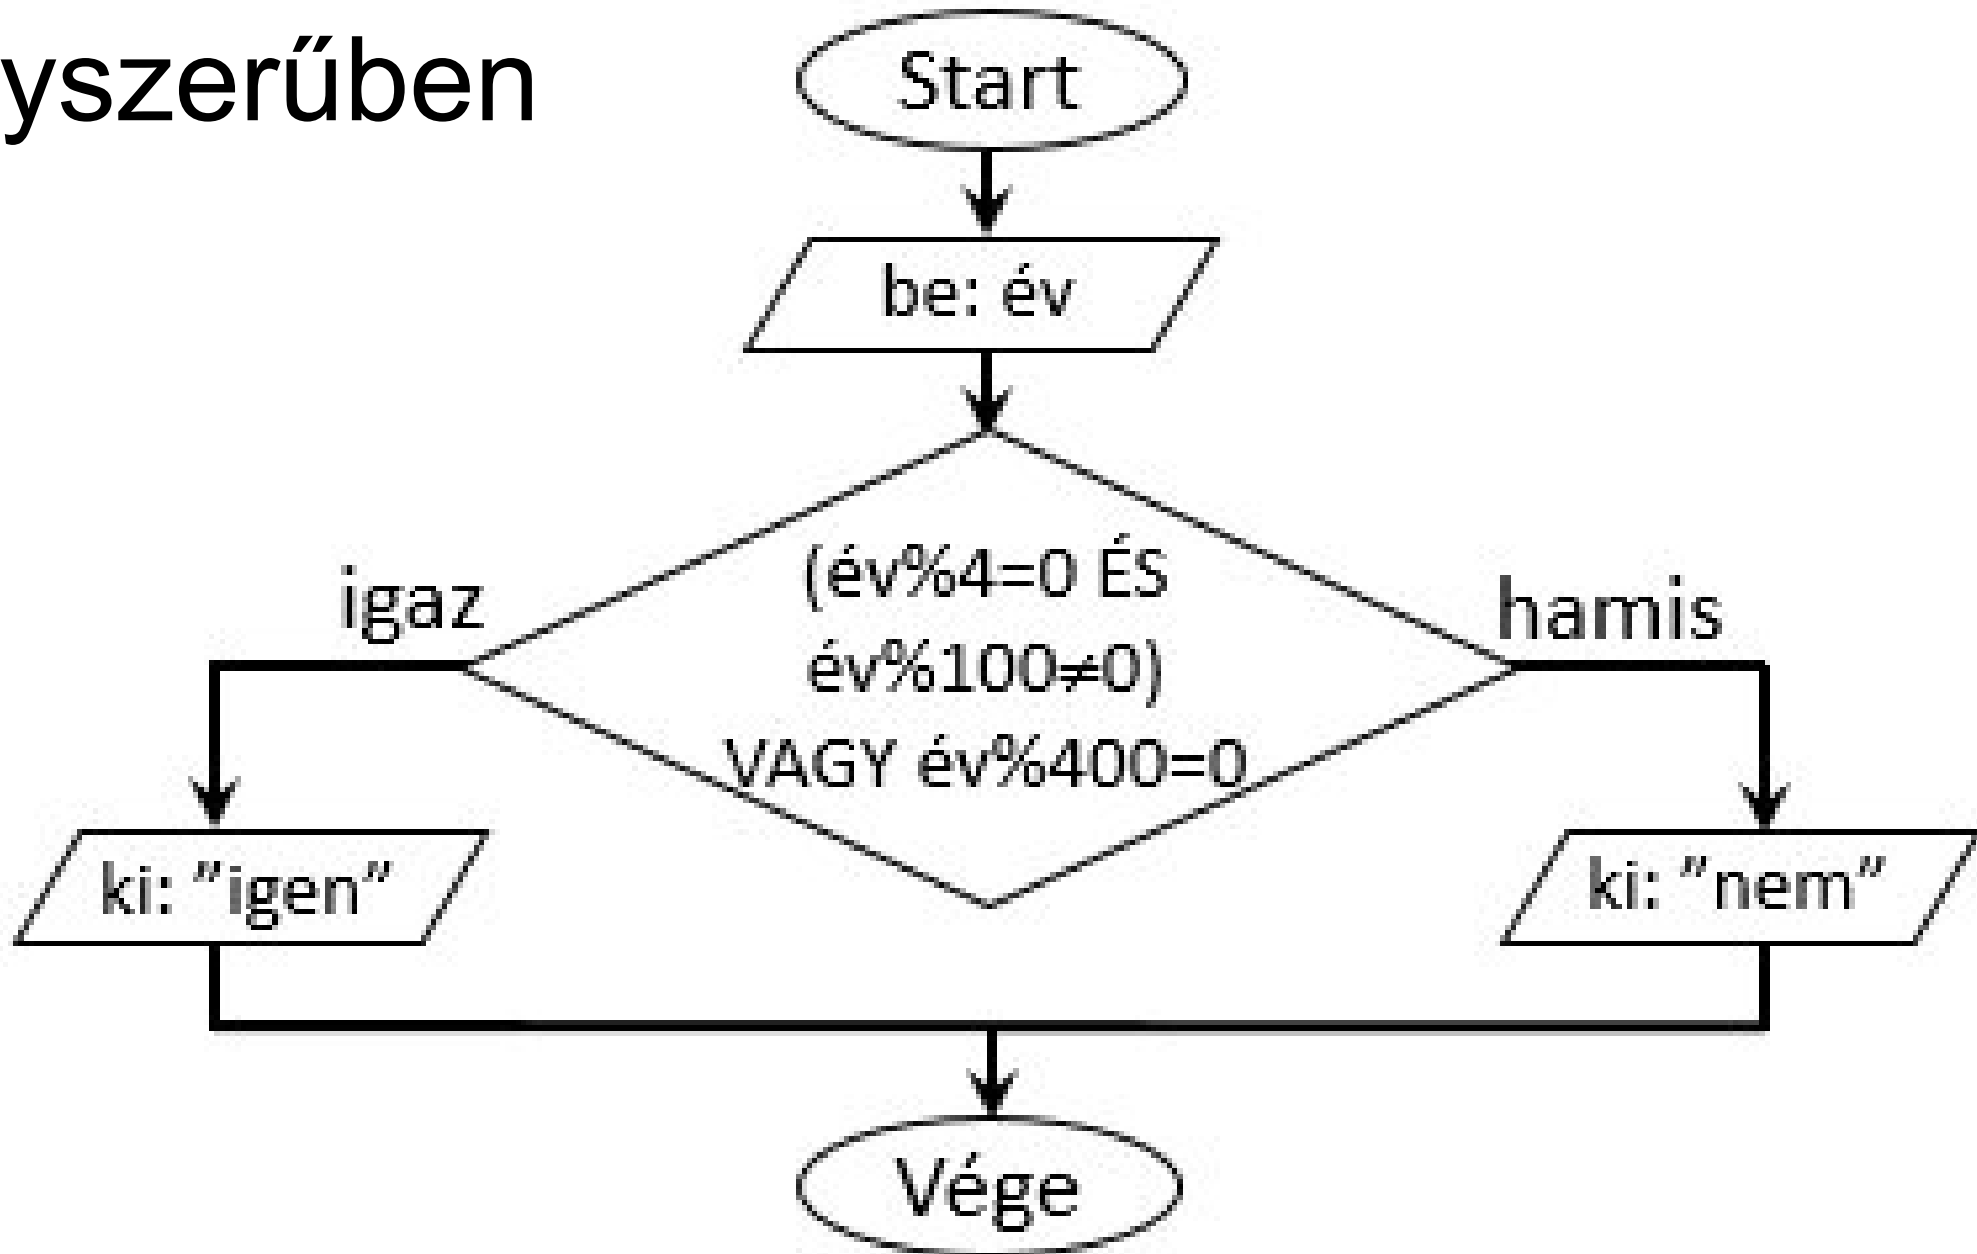 yszerűben
Start
be: év
(év%4=0 ÉS
év%100≠0)
VAGY év%400=0
igaz
hamis
ki: ”igen”
ki: ”nem”
Vége